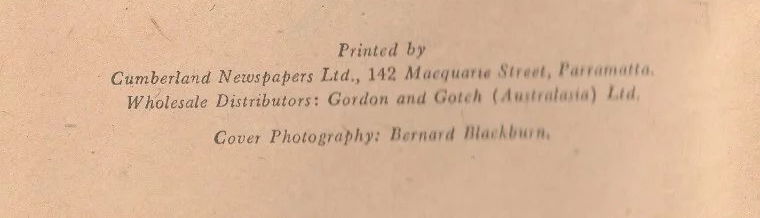 Printed by
Cumberland Newspapers Ltd., 142 Macquarie Street, Parramatta.
Wholesale Distributors: Gordon and Gotch (Australasia) Ltd.
Cover Photography: Bernard Blackburn.